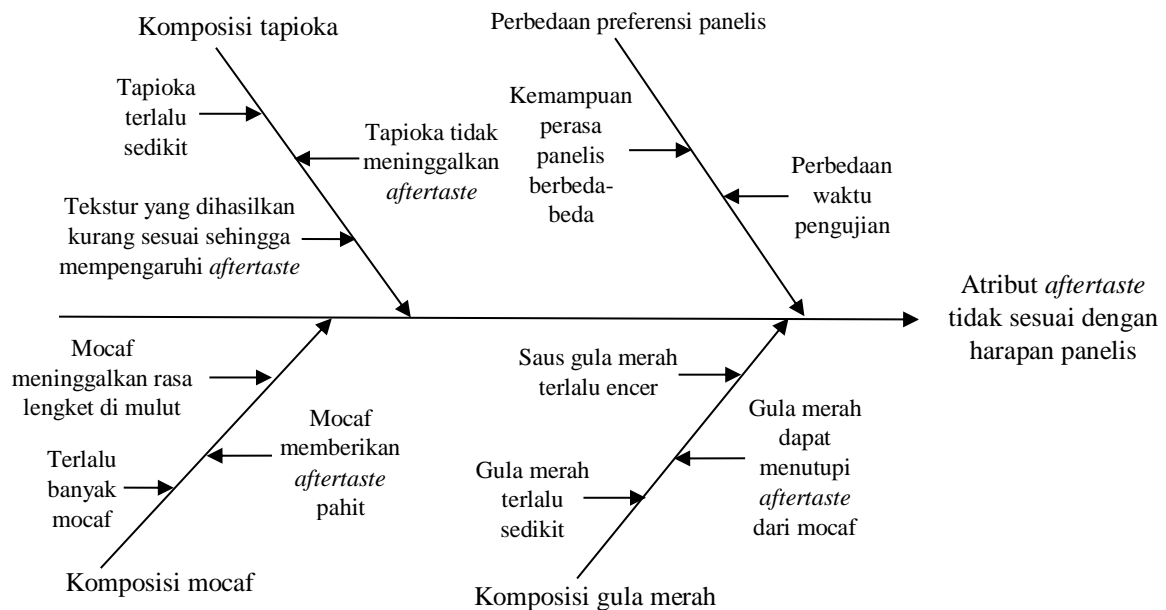 Komposisi tapioka
Perbedaan preferensi panelis
Tapioka
terlalu
sedikit
Tapioka tidak
meninggalkan
aftertaste
Tekstur yang dihasilkan
kurang sesuai sehingga
mempengaruhi aftertaste
Kemampuan
perasa
panelis
berbeda-
beda
Perbedaan
waktu
pengujian
Atribut aftertaste
tidak sesuai dengan
harapan panelis
Mocaf
meninggalkan rasa
lengket di mulut
Mocaf
memberikan
aftertaste
pahit
Terlalu
banyak
mocaf
Komposisi mocaf
Saus gula merah
terlalu encer
Gula merah
dapat
menutupi
aftertaste
dari mocaf
Gula merah
terlalu
sedikit
Komposisi gula merah